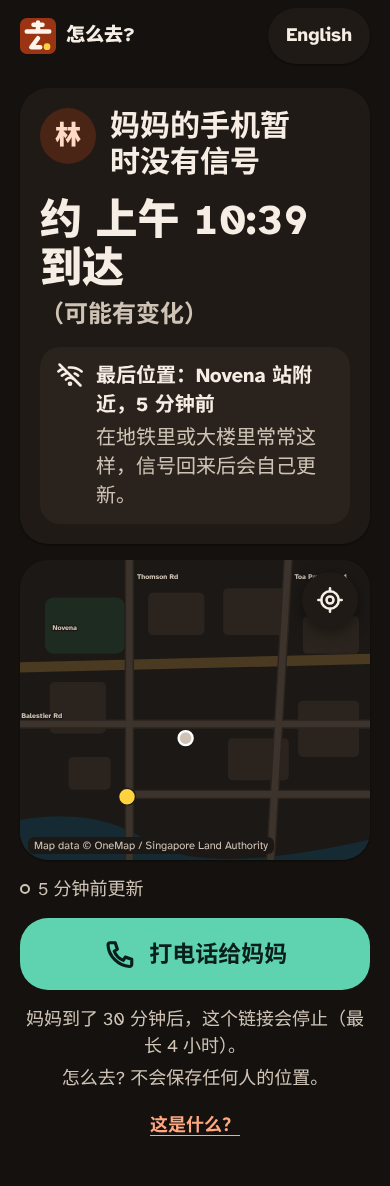 去 怎么去?
English
林
妈妈的手机暂
时没有信号
约 上午 10:39
到达
（可能有变化）
最后位置：Novena 站附
近，5 分钟前
在地铁里或大楼里常常这
样，信号回来后会自己更
新。
Thomson Rd
Toa P
Novena
Balestier Rd
Map data © OneMap / Singapore Land Authority
5 分钟前更新
打电话给妈妈
妈妈到了 30 分钟后，这个链接会停止（最
长 4 小时）。
怎么去? 不会保存任何人的位置。
这是什么？